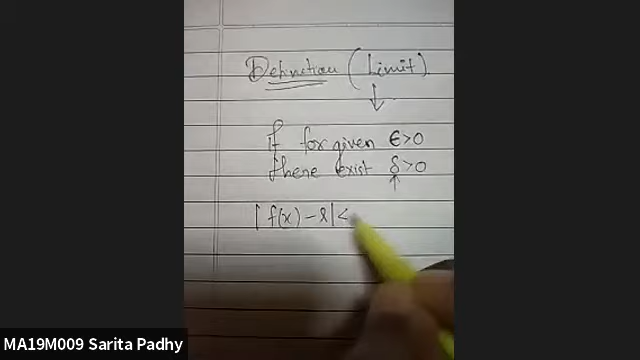 Definition (Limit)
If for given ϵ>0
there exist δ>0
|f(x)-l|<
MA19M009 Sarita Padhy